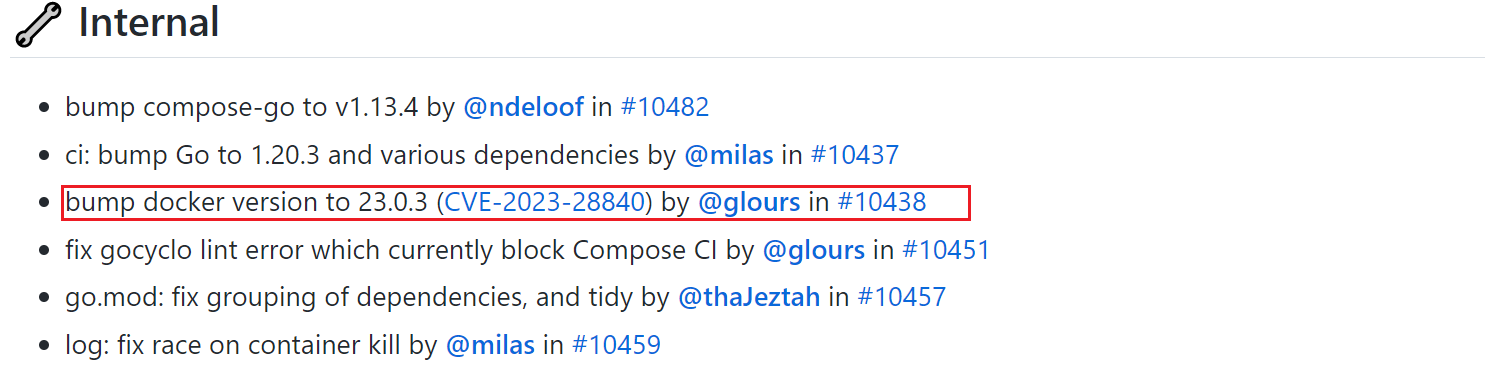 Internal
bump compose-go to v1.13.4 by @ndeloof in #10482
ci: bump Go to 1.20.3 and various dependencies by @milas in #10437
bump docker version to 23.0.3 (CVE-2023-28840) by @glours in #10438
fix gocyclo lint error which currently block Compose CI by @glours in #10451
go.mod: fix grouping of dependencies, and tidy by @thaJeztah in #10457
log: fix race on container kill by @milas in #10459